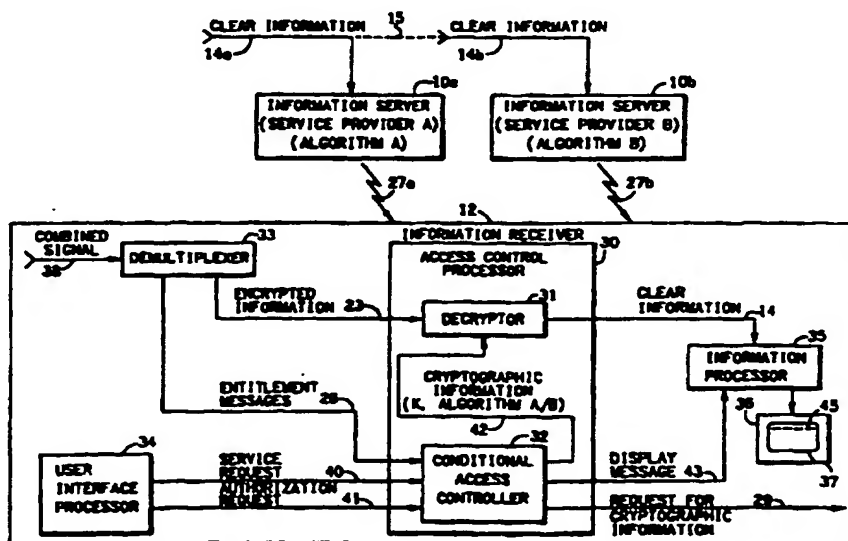 CLEAR INFORMATION 15 CLEAR INFORMATION
14a 14b
10a 10b
INFORMATION SERVER INFORMATION SERVER
(SERVICE PROVIDER A) (SERVICE PROVIDER B)
(ALGORITHM A) (ALGORITHM B)
27a 27b
12
COMBINED SIGNAL 33 INFORMATION RECEIVER 30
38 DEMULTIPLEXER ACCESS CONTROL PROCESSOR
ENCRYPTED INFORMATION 23 31 CLEAR INFORMATION 14
DECRYPTOR 35
INFORMATION PROCESSOR
CRYPTOGRAPHIC INFORMATION (K, ALGORITHM A/B)
ENTITLEMENT MESSAGES 42 36 45
34 32 37
USER INTERFACE PROCESSOR
SERVICE REQUEST 40
AUTHORIZATION REQUEST 41
CONDITIONAL ACCESS CONTROLLER
DISPLAY MESSAGE 43
REQUEST FOR CRYPTOGRAPHIC INFORMATION